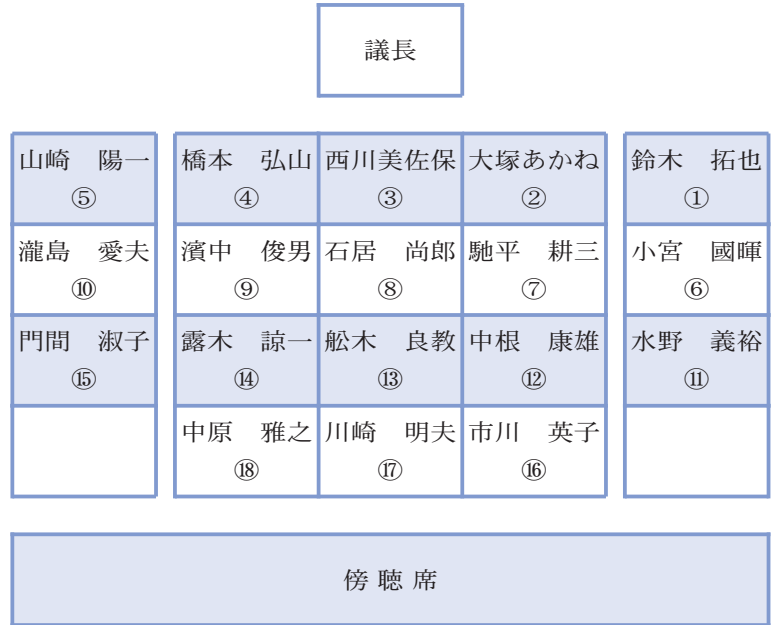 議長
山崎　陽一　橋本　弘山　西川美佐保　大塚あかね　鈴木　拓也
⑤　④　③　②　①
瀧島　愛夫　濱中　俊男　石居　尚郎　馳平　耕三　小宮　國暉
⑩　⑨　⑧　⑦　⑥
門間　淑子　露木　諒一　舩木　良教　中根　康雄　水野　義裕
⑮　⑭　⑬　⑫　⑪
中原　雅之　川崎　明夫　市川　英子
⑱　⑰　⑯
傍聴席